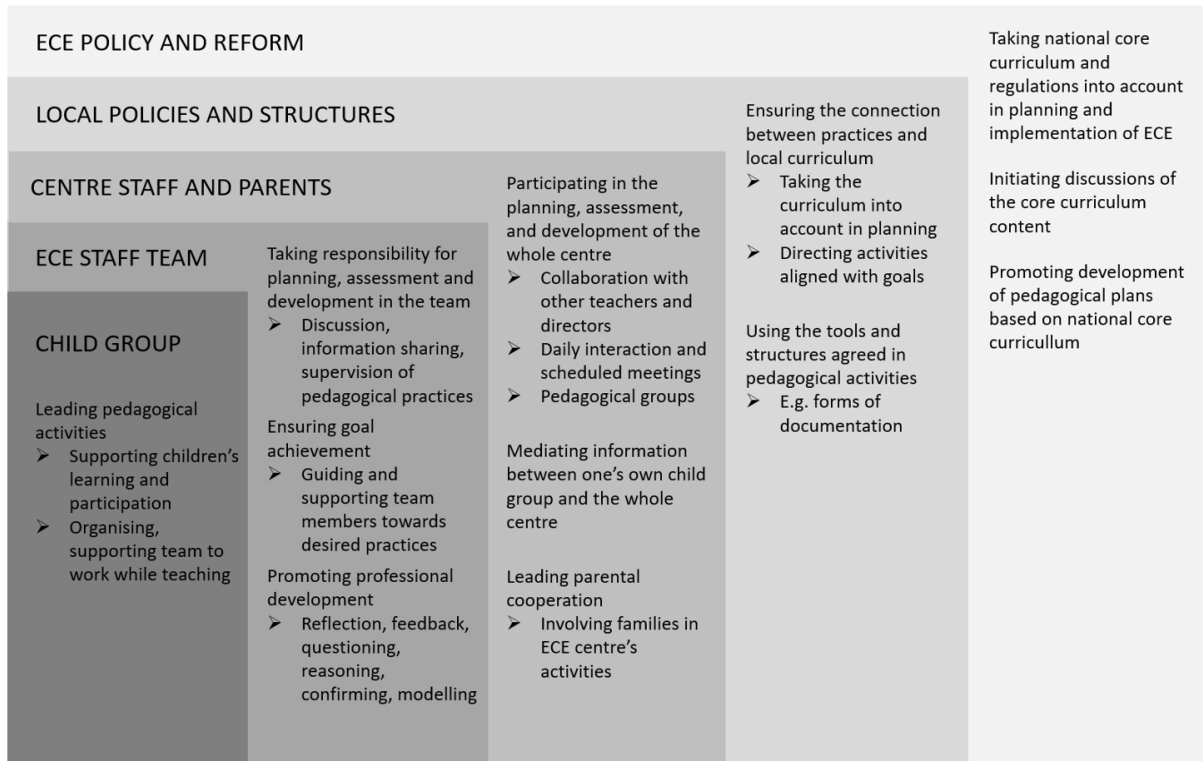 ECE POLICY AND REFORM
LOCAL POLICIES AND STRUCTURES
CENTRE STAFF AND PARENTS
ECE STAFF TEAM
CHILD GROUP
Leading pedagogical
activities
➢ Supporting children's
learning and
participation
➢ Organising,
supporting team to
work while teaching
Taking responsibility for
planning, assessment and
development in the team
➢ Discussion,
information sharing,
supervision of
pedagogical practices
Ensuring goal
achievement
➢ Guiding and
supporting team
members towards
desired practices
Promoting professional
development
➢ Reflection, feedback,
questioning,
reasoning,
confirming, modelling
Participating in the
planning, assessment,
and development of the
whole centre
➢ Collaboration with
other teachers and
directors
➢ Daily interaction and
scheduled meetings
➢ Pedagogical groups
Mediating information
between one's own child
group and the whole
centre
Leading parental
cooperation
➢ Involving families in
ECE centre's
activities
Ensuring the connection
between practices and
local curriculum
➢ Taking the
curriculum into
account in planning
➢ Directing activities
aligned with goals
Using the tools and
structures agreed in
pedagogical activities
➢ E.g. forms of
documentation
Taking national core
curriculum and
regulations into account
in planning and
implementation of ECE
Initiating discussions of
the core curriculum
content
Promoting development
of pedagogical plans
based on national core
curricullum